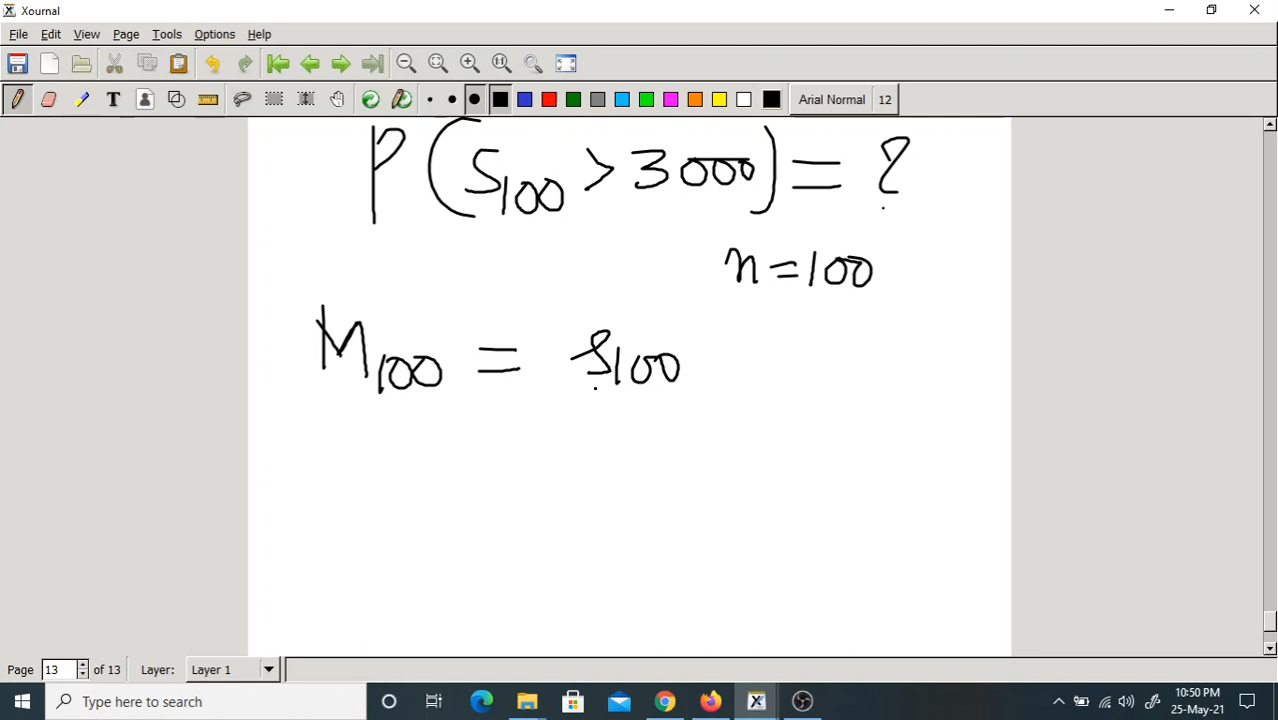 Xournal
File Edit View Page Tools Options Help
Arial Normal 12
P(S100 > 3000) = ?
n = 100
M100 = S100
Page 13 of 13 Layer: Layer 1
Type here to search
10:50 PM
25-May-21